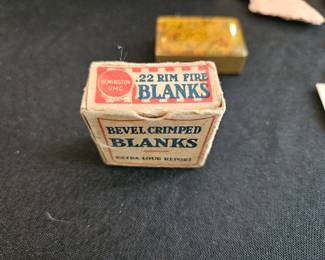 REMINGTON
UMC.
.22 RIM FIRE
BLANKS
BEVEL CRIMPED
BLANKS
EXTRA LOUD REPORT